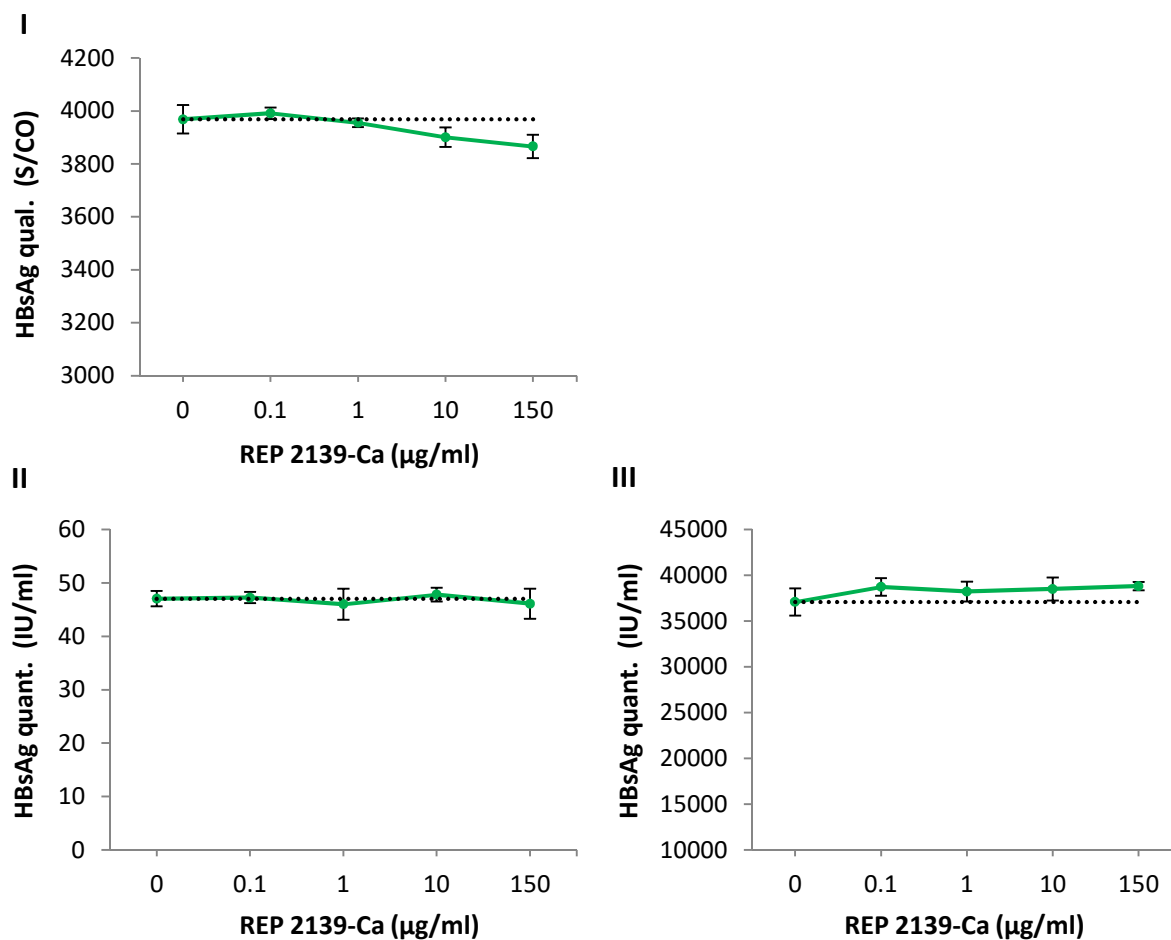 I
HBsAg qual. (S/CO)
4200
4000
3800
3600
3400
3200
3000
0 0.1 1 10 150
REP 2139-Ca (µg/ml)
II
HBsAg quant. (IU/ml)
60
50
40
30
20
10
0
0 0.1 1 10 150
REP 2139-Ca (µg/ml)
III
HBsAg quant. (IU/ml)
45000
40000
35000
30000
25000
20000
15000
10000
0 0.1 1 10 150
REP 2139-Ca (µg/ml)